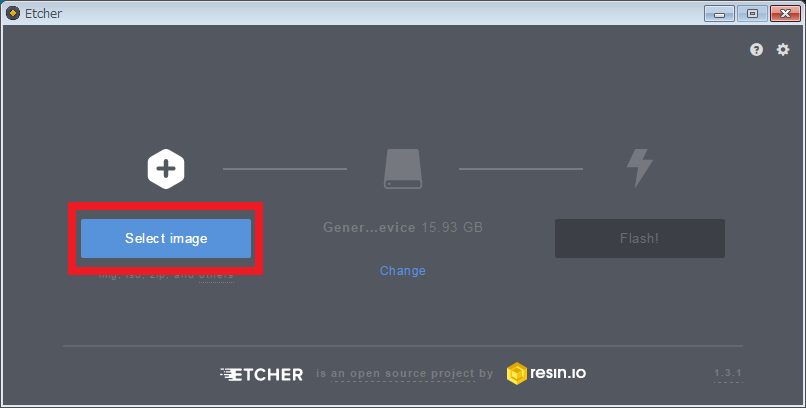 Etcher
Select image
img, iso, zip, and others
Gener...evice 15.93 GB
Change
Flash!
ETCHER is an open source project by resin.io
1.3.1